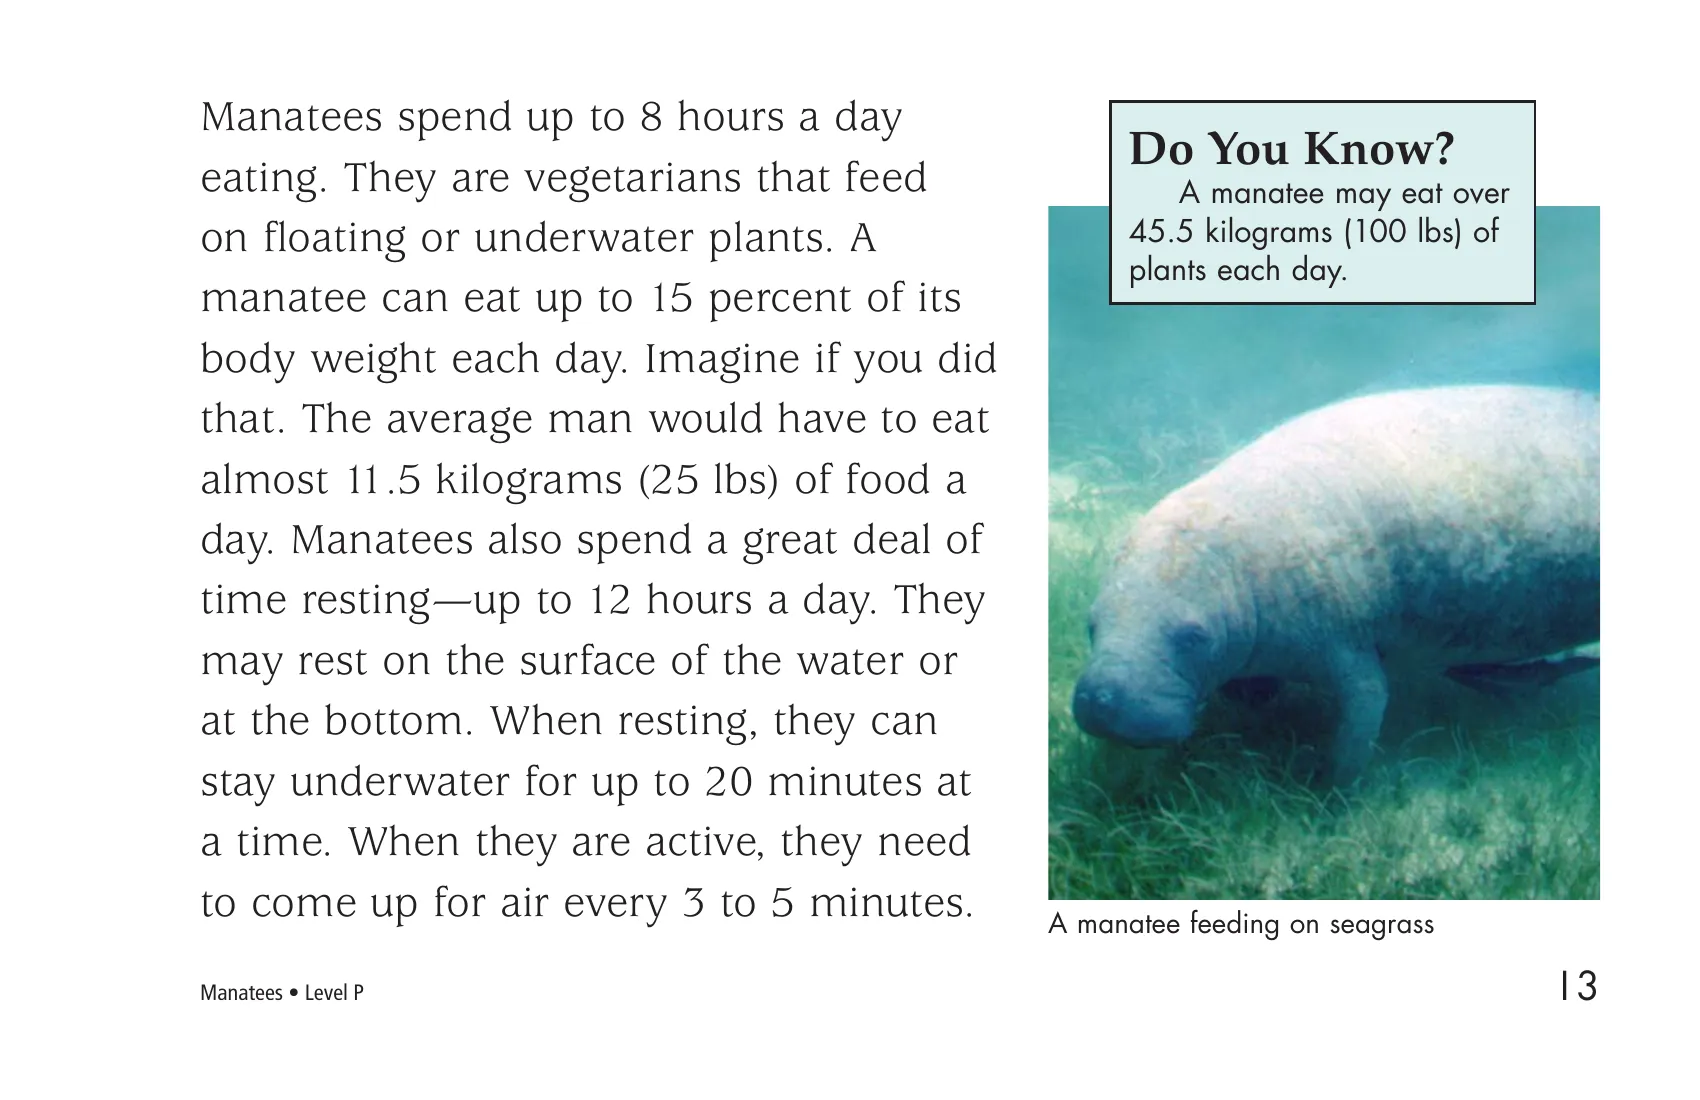 Manatees spend up to 8 hours a day
eating. They are vegetarians that feed
on floating or underwater plants. A
manatee can eat up to 15 percent of its
body weight each day. Imagine if you did
that. The average man would have to eat
almost 11.5 kilograms (25 lbs) of food a
day. Manatees also spend a great deal of
time resting—up to 12 hours a day. They
may rest on the surface of the water or
at the bottom. When resting, they can
stay underwater for up to 20 minutes at
a time. When they are active, they need
to come up for air every 3 to 5 minutes.
Do You Know?
A manatee may eat over
45.5 kilograms (100 lbs) of
plants each day.
A manatee feeding on seagrass
Manatees • Level P
13